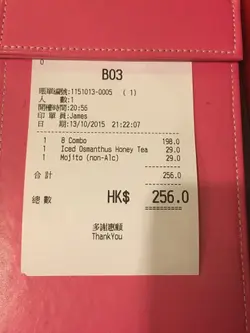 B03
賬單編號:1151013-0005 (1)
人 數:1
開檯時間:20:56
印單員:James
日 期:13/10/2015 21:22:07
1 B Combo 198.0
1 Iced Osmanthus Honey Tea 29.0
1 Mojito (non-Alc) 29.0
合計 256.0
總數 HK$ 256.0
多謝惠顧
ThankYou